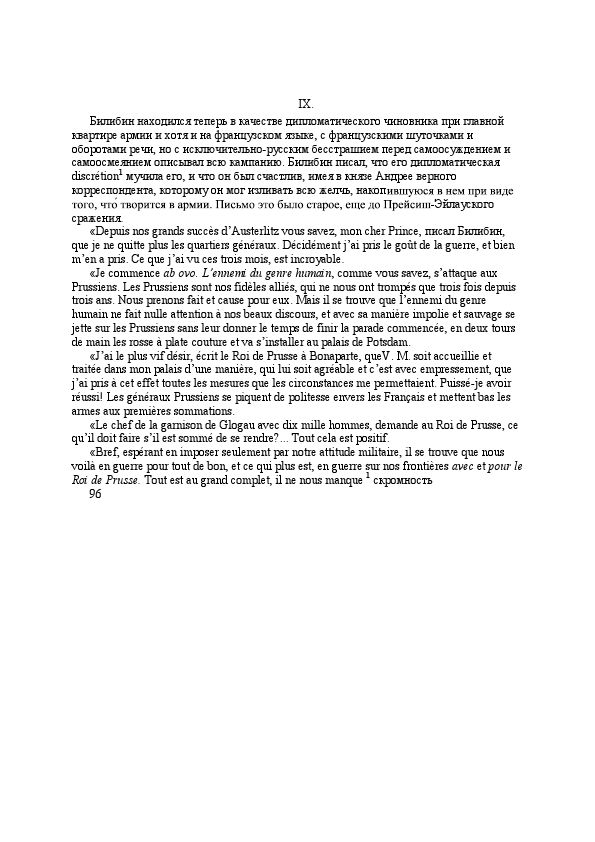 IX.
Билибин находился теперь в качестве дипломатического чиновника при главной
квартире армии и хотя и на французском языке, с французскими шуточками и
оборотами речи, но с исключительно-русским бесстрашием перед самоосуждением и
самоосмеянием описывал всю кампанию. Билибин писал, что его дипломатическая
discrétion¹ мучила его, и что он был счастлив, имея в князе Андрее верного
корреспондента, которому он мог изливать всю желчь, накопившуюся в нем при виде
того, что́ творится в армии. Письмо это было старое, еще до Прейсиш-Эйлауского
сражения.
«Depuis nos grands succès d’Austerlitz vous savez, mon cher Prince, писал Билибин,
que je ne quitte plus les quartiers généraux. Décidément j’ai pris le goût de la guerre, et bien
m’en a pris. Ce que j’ai vu ces trois mois, est incroyable.
«Je commence ab ovo. L’ennemi du genre humain, comme vous savez, s’attaque aux
Prussiens. Les Prussiens sont nos fidèles alliés, qui ne nous ont trompés que trois fois depuis
trois ans. Nous prenons fait et cause pour eux. Mais il se trouve que l’ennemi du genre
humain ne fait nulle attention à nos beaux discours, et avec sa manière impolie et sauvage se
jette sur les Prussiens sans leur donner le temps de finir la parade commencée, en deux tours
de main les rosse à plate couture et va s’installer au palais de Potsdam.
«J’ai le plus vif désir, écrit le Roi de Prusse à Bonaparte, queV. M. soit accueillie et
traitée dans mon palais d’une manière, qui lui soit agréable et c’est avec empressement, que
j’ai pris à cet effet toutes les mesures que les circonstances me permettaient. Puissé-je avoir
réussi! Les généraux Prussiens se piquent de politesse envers les Français et mettent bas les
armes aux premières sommations.
«Le chef de la garnison de Glogau avec dix mille hommes, demande au Roi de Prusse, ce
qu’il doit faire s’il est sommé de se rendre?... Tout cela est positif.
«Bref, espérant en imposer seulement par notre attitude militaire, il se trouve que nous
voilà en guerre pour tout de bon, et ce qui plus est, en guerre sur nos frontières avec et pour le
Roi de Prusse. Tout est au grand complet, il ne nous manque ¹ скромность
96